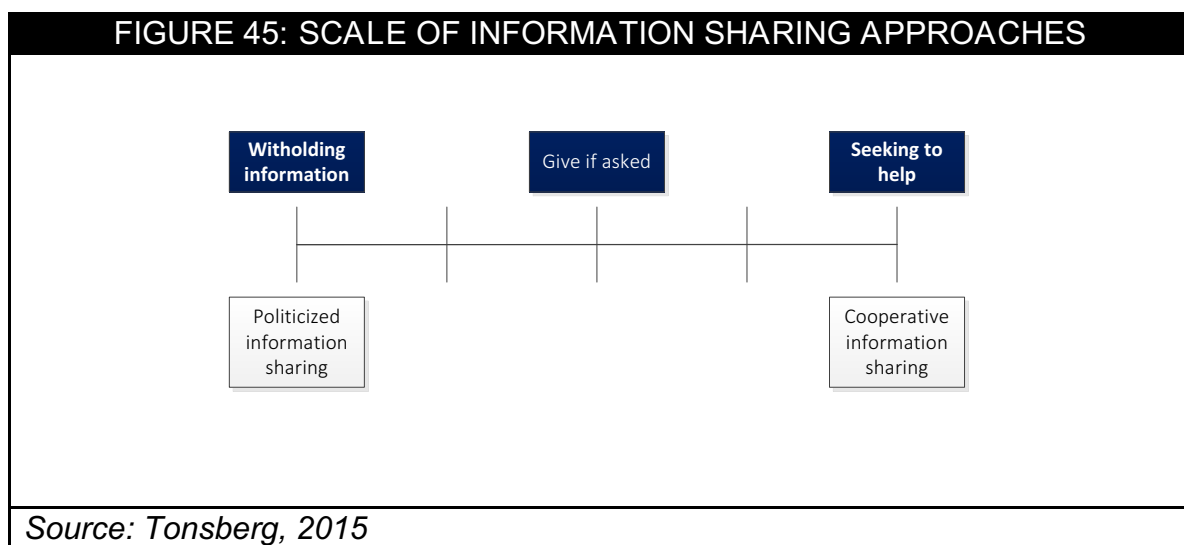 FIGURE 45: SCALE OF INFORMATION SHARING APPROACHES
Witholding
information
Give if asked
Seeking to
help
Politicized
information
sharing
Cooperative
information
sharing
Source: Tonsberg, 2015